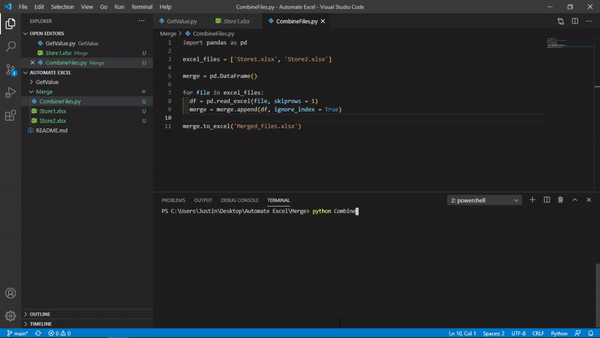 File Edit Selection View Go Run Terminal Help
CombineFiles.py - Automate Excel - Visual Studio Code
EXPLORER
OPEN EDITORS
GetValue.py GetValue
Store1.xlsx Merge U
CombineFiles.py Merge U
AUTOMATE EXCEL
GetValue
Merge
CombineFiles.py U
Store1.xlsx U
Store2.xlsx U
README.md
OUTLINE
TIMELINE
GetValue.py Store1.xlsx CombineFiles.py
Merge > CombineFiles.py
1 import pandas as pd
2
3 excel_files = ['Store1.xlsx', 'Store2.xlsx']
4
5 merge = pd.DataFrame()
6
7 for file in excel_files:
8 df = pd.read_excel(file, skiprows = 1)
9 merge = merge.append(df, ignore_index = True)
10
11 merge.to_excel('Merged_files.xlsx')
PROBLEMS OUTPUT DEBUG CONSOLE TERMINAL 2: powershell
PS C:\Users\Justin\Desktop\Automate Excel\Merge> python Combine
main* 0 0 Ln 10, Col 1 Spaces: 2 UTF-8 CRLF Python